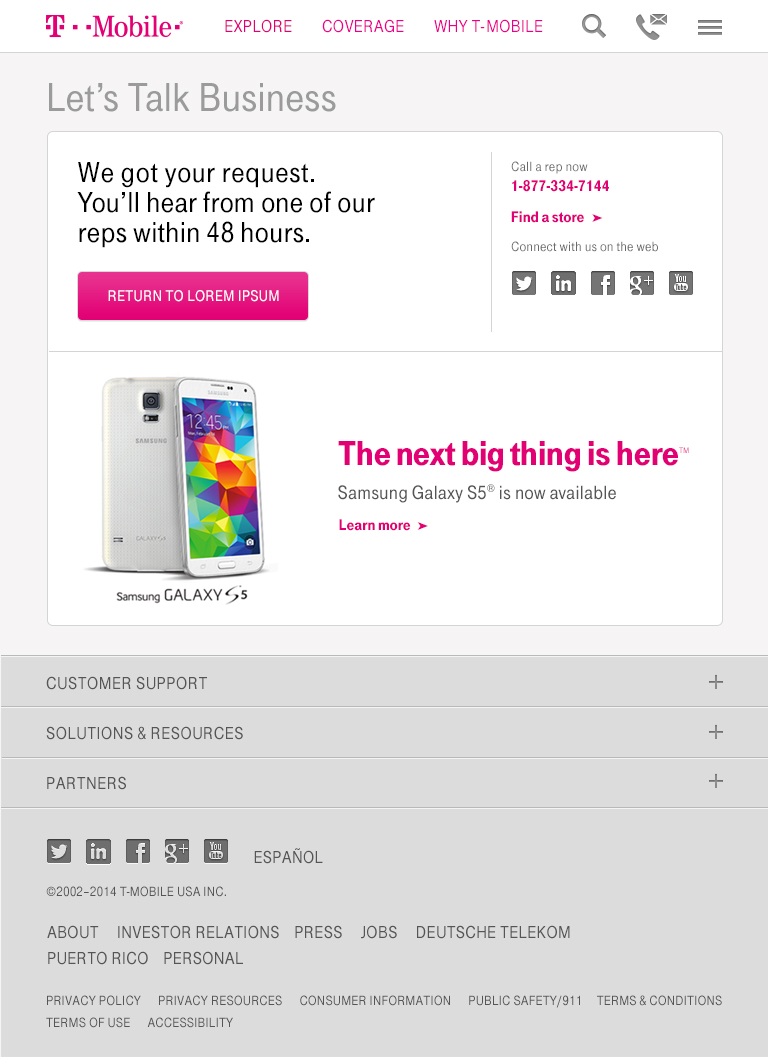 T··Mobile·®
EXPLORE COVERAGE WHY T-MOBILE
Let's Talk Business
We got your request.
You'll hear from one of our
reps within 48 hours.
RETURN TO LOREM IPSUM
Call a rep now
1-877-334-7144
Find a store
Connect with us on the web
in f g+ You Tube
SAMSUNG
SAMSUNG
12:45
GALAXY S5
Samsung GALAXY S5
The next big thing is here™
Samsung Galaxy S5® is now available
Learn more
CUSTOMER SUPPORT
SOLUTIONS & RESOURCES
PARTNERS
in f g+ You Tube ESPAÑOL
©2002–2014 T-MOBILE USA INC.
ABOUT INVESTOR RELATIONS PRESS JOBS DEUTSCHE TELEKOM
PUERTO RICO PERSONAL
PRIVACY POLICY PRIVACY RESOURCES CONSUMER INFORMATION PUBLIC SAFETY/911 TERMS & CONDITIONS
TERMS OF USE ACCESSIBILITY